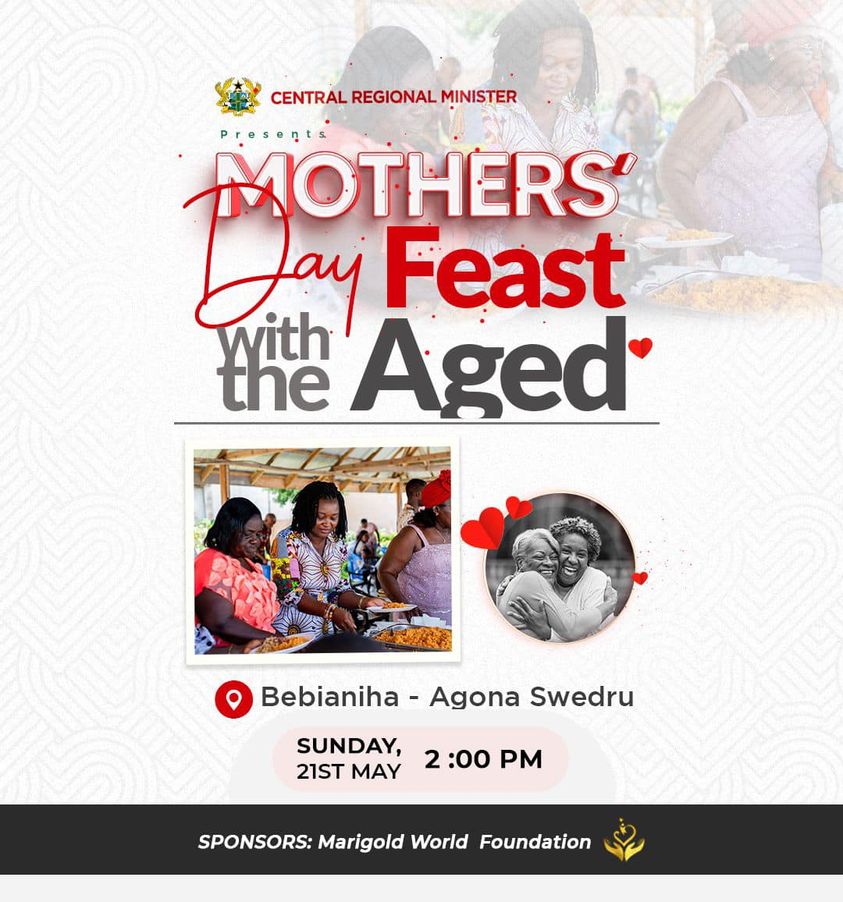 CENTRAL REGIONAL MINISTER
Presents
MOTHERS'
Day Feast
with the Aged
Bebianiha - Agona Swedru
SUNDAY,
21ST MAY
2 :00 PM
SPONSORS: Marigold World Foundation